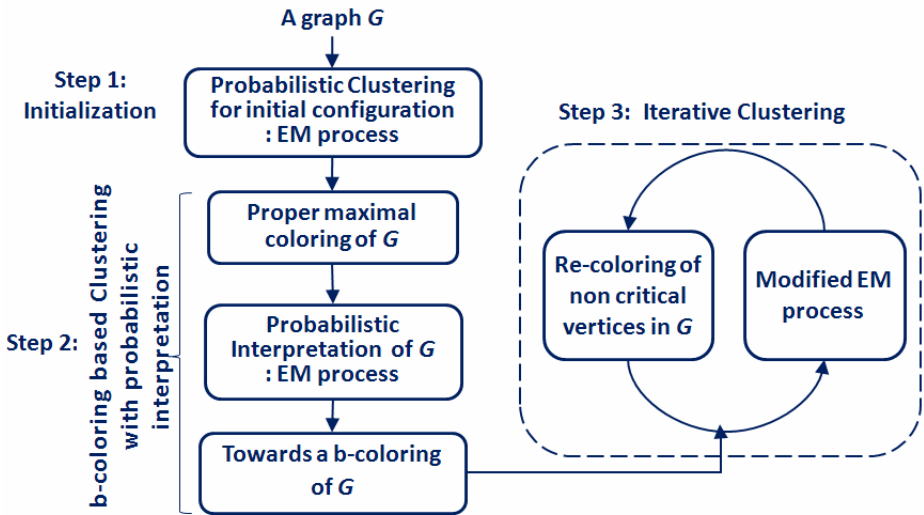 A graph G
Step 1:
Initialization
Probabilistic Clustering
for initial configuration
: EM process
Step 2:
b-coloring based Clustering
with probabilistic
interpretation
Proper maximal
coloring of G
Probabilistic
Interpretation of G
: EM process
Towards a b-coloring
of G
Step 3: Iterative Clustering
Re-coloring of
non critical
vertices in G
Modified EM
process